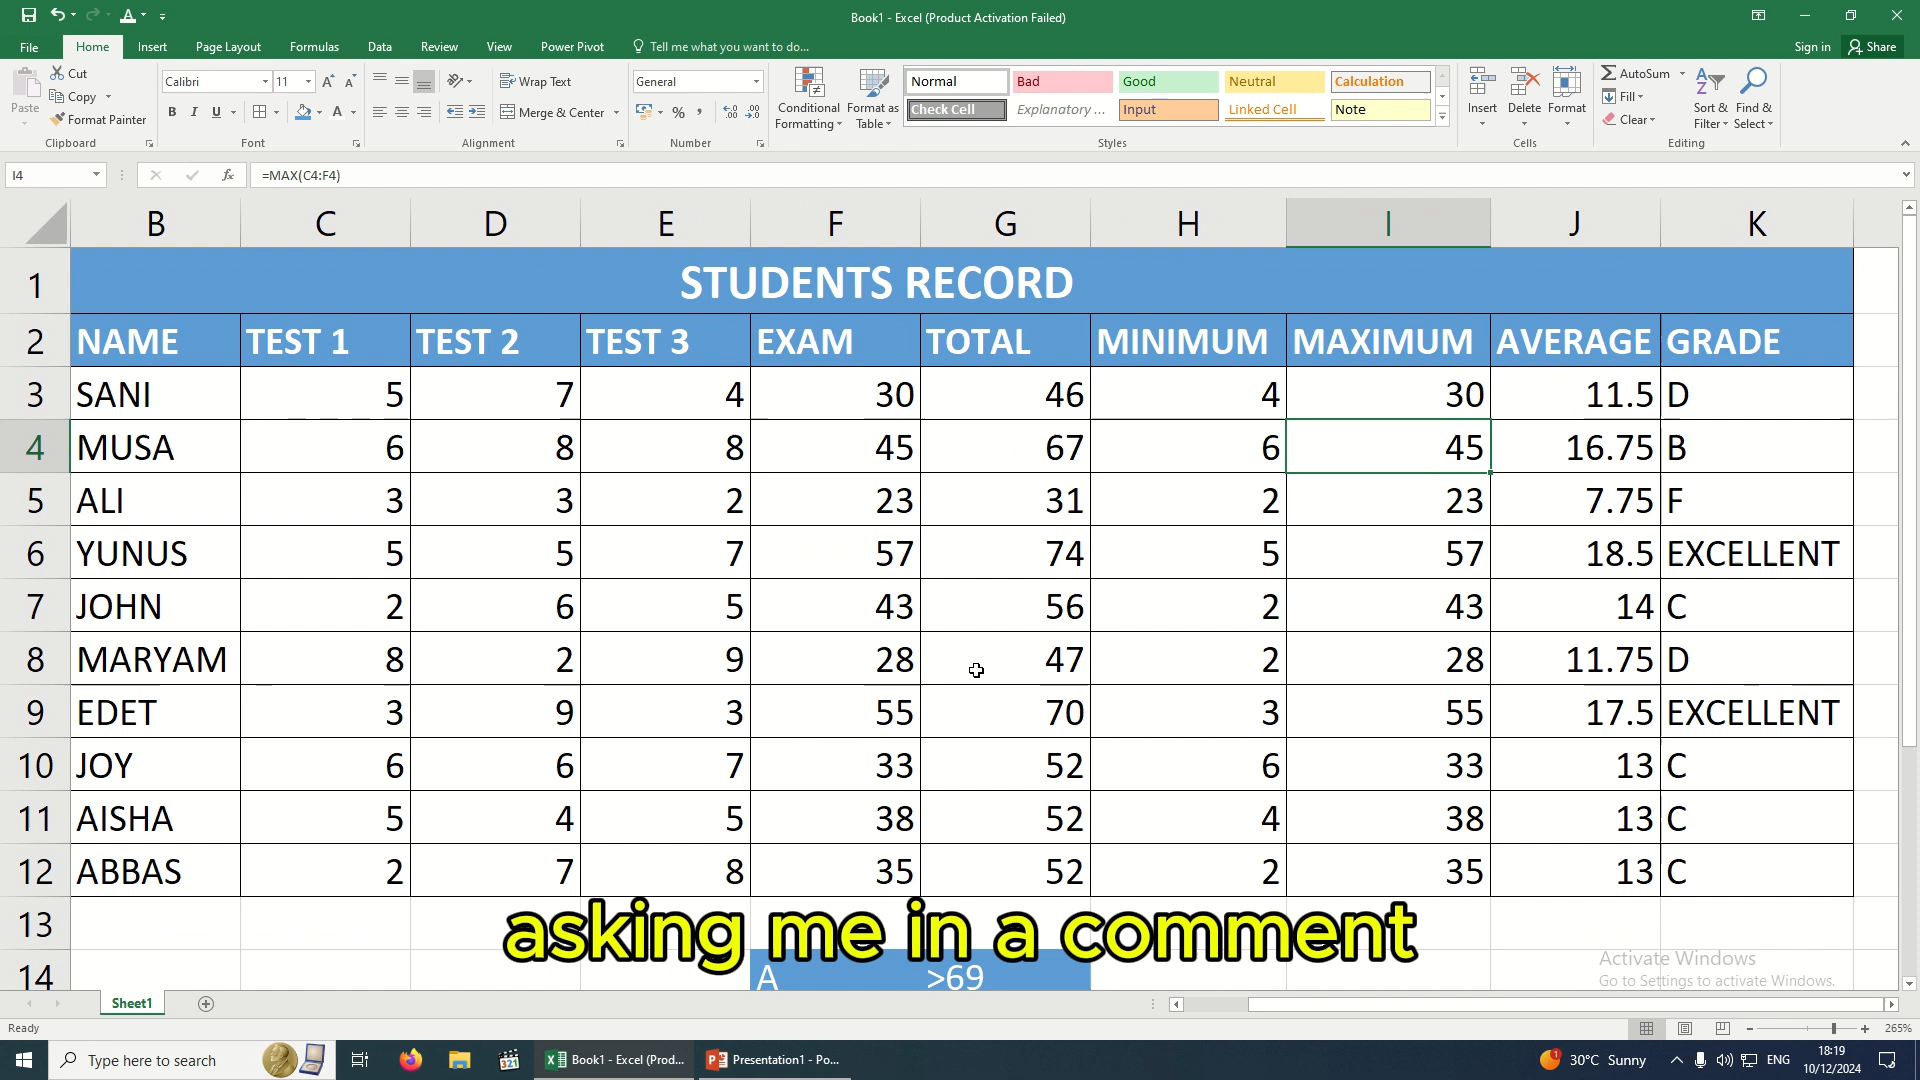 Book1 - Excel (Product Activation Failed)
File Home Insert Page Layout Formulas Data Review View Power Pivot Tell me what you want to do... Sign in Share
Paste Cut Copy Format Painter Clipboard
Calibri 11 B I U A Font
Wrap Text Merge & Center Alignment
General % , Number
Conditional Formatting Format as Table
Normal Bad Good Neutral Calculation
Check Cell Explanatory ... Input Linked Cell Note
Styles
Insert Delete Format Cells
AutoSum Fill Clear Sort & Filter Find & Select Editing
I4 fx =MAX(C4:F4)
B C D E F G H I J K
1 STUDENTS RECORD
2 NAME TEST 1 TEST 2 TEST 3 EXAM TOTAL MINIMUM MAXIMUM AVERAGE GRADE
3 SANI 5 7 4 30 46 4 30 11.5 D
4 MUSA 6 8 8 45 67 6 45 16.75 B
5 ALI 3 3 2 23 31 2 23 7.75 F
6 YUNUS 5 5 7 57 74 5 57 18.5 EXCELLENT
7 JOHN 2 6 5 43 56 2 43 14 C
8 MARYAM 8 2 9 28 47 2 28 11.75 D
9 EDET 3 9 3 55 70 3 55 17.5 EXCELLENT
10 JOY 6 6 7 33 52 6 33 13 C
11 AISHA 5 4 5 38 52 4 38 13 C
12 ABBAS 2 7 8 35 52 2 35 13 C
13
asking me in a comment
14 A >69
Activate Windows
Go to Settings to activate Windows.
Sheet1
Ready 265%
Type here to search Book1 - Excel (Prod... Presentation1 - Po... 30°C Sunny ENG 18:19
10/12/2024